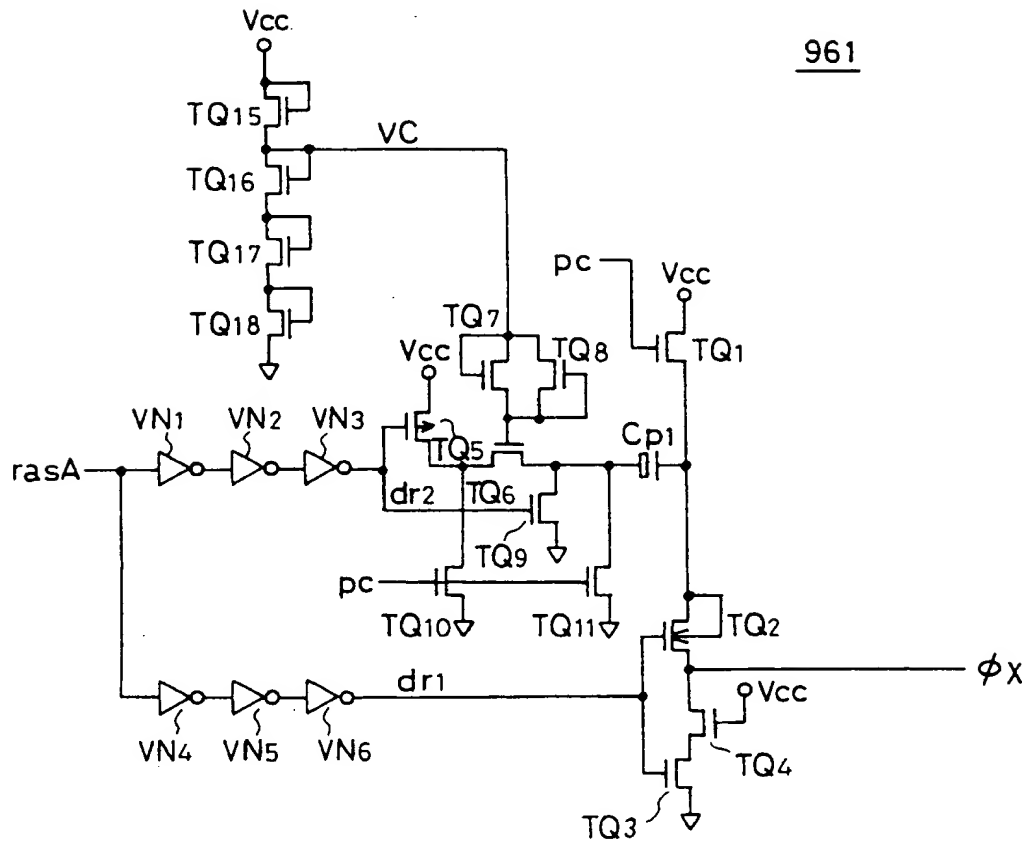 Vcc
961
TQ15
VC
TQ16
TQ17
pc
Vcc
TQ18
TQ7
TQ8
TQ1
Vcc
VN1
VN2
VN3
TQ5
Cp1
rasA
dr2
TQ6
TQ9
pc
TQ10
TQ11
TQ2
φX
dr1
Vcc
VN4
VN5
VN6
TQ4
TQ3